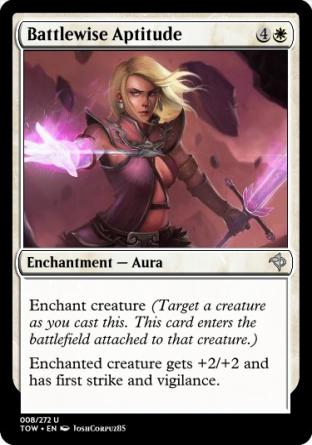 Battlewise Aptitude 4
Enchantment — Aura
Enchant creature (Target a creature
as you cast this. This card enters the
battlefield attached to that creature.)
Enchanted creature gets +2/+2 and
has first strike and vigilance.
008/272 U
TOW • EN JoshCorpuz85